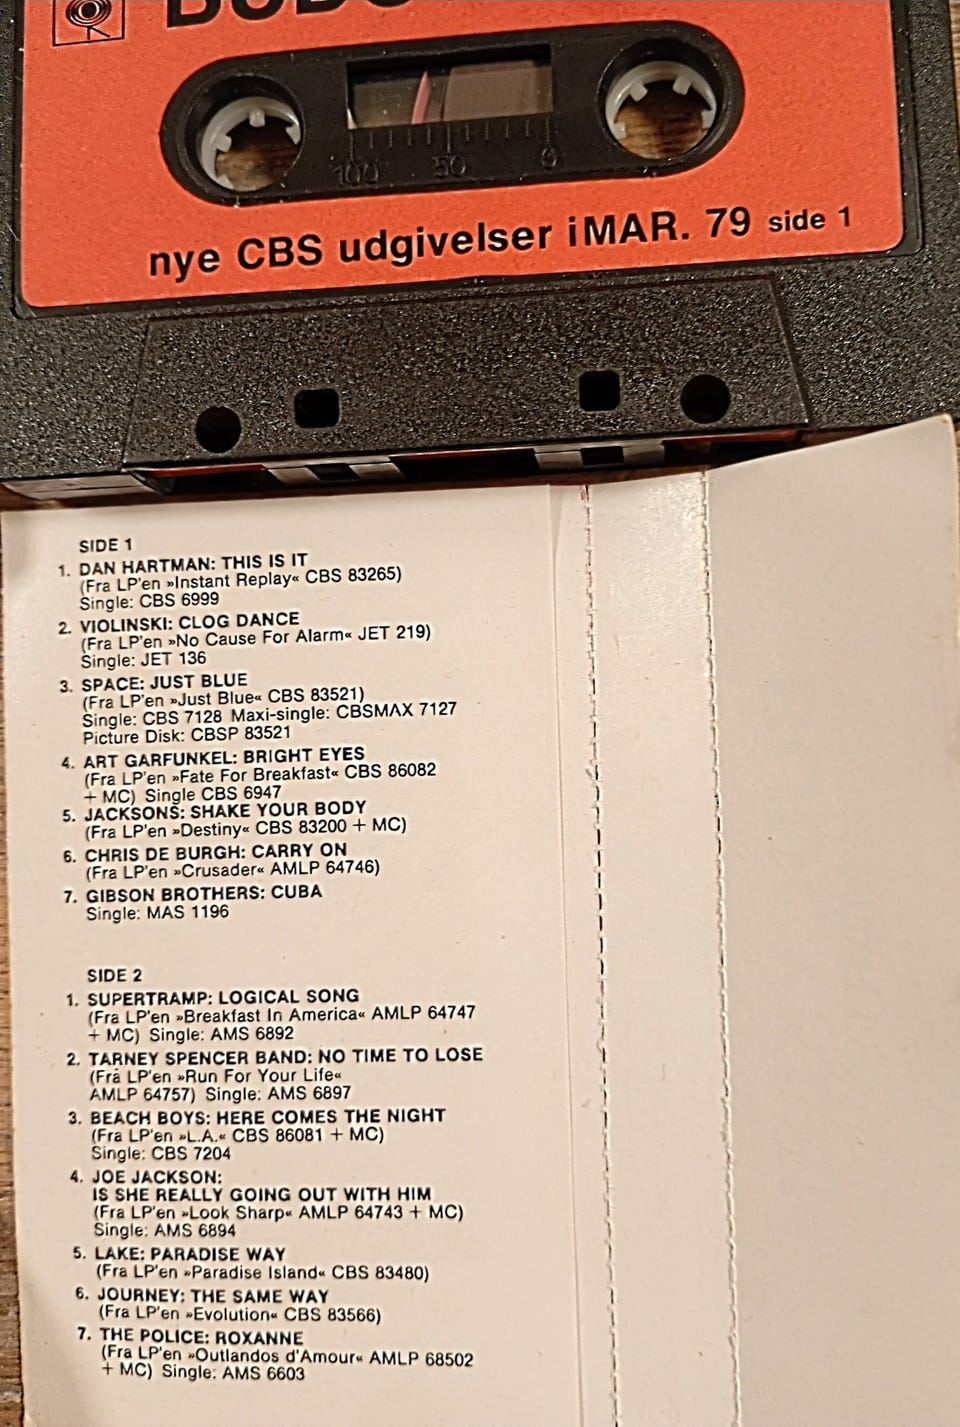 100 50 0
nye CBS udgivelser i MAR. 79 side 1
SIDE 1
1. DAN HARTMAN: THIS IS IT
(Fra LP'en »Instant Replay« CBS 83265)
Single: CBS 6999
2. VIOLINSKI: CLOG DANCE
(Fra LP'en »No Cause For Alarm« JET 219)
Single: JET 136
3. SPACE: JUST BLUE
(Fra LP'en »Just Blue« CBS 83521)
Single: CBS 7128 Maxi-single: CBSMAX 7127
Picture Disk: CBSP 83521
4. ART GARFUNKEL: BRIGHT EYES
(Fra LP'en »Fate For Breakfast« CBS 86082
+ MC) Single CBS 6947
5. JACKSONS: SHAKE YOUR BODY
(Fra LP'en »Destiny« CBS 83200 + MC)
6. CHRIS DE BURGH: CARRY ON
(Fra LP'en »Crusader« AMLP 64746)
7. GIBSON BROTHERS: CUBA
Single: MAS 1196
SIDE 2
1. SUPERTRAMP: LOGICAL SONG
(Fra LP'en »Breakfast In America« AMLP 64747
+ MC) Single: AMS 6892
2. TARNEY SPENCER BAND: NO TIME TO LOSE
(Fra LP'en »Run For Your Life«
AMLP 64757) Single: AMS 6897
3. BEACH BOYS: HERE COMES THE NIGHT
(Fra LP'en »L.A.« CBS 86081 + MC)
Single: CBS 7204
4. JOE JACKSON:
IS SHE REALLY GOING OUT WITH HIM
(Fra LP'en »Look Sharp« AMLP 64743 + MC)
Single: AMS 6894
5. LAKE: PARADISE WAY
(Fra LP'en »Paradise Island« CBS 83480)
6. JOURNEY: THE SAME WAY
(Fra LP'en »Evolution« CBS 83566)
7. THE POLICE: ROXANNE
(Fra LP'en »Outlandos d'Amour« AMLP 68502
+ MC) Single: AMS 6603